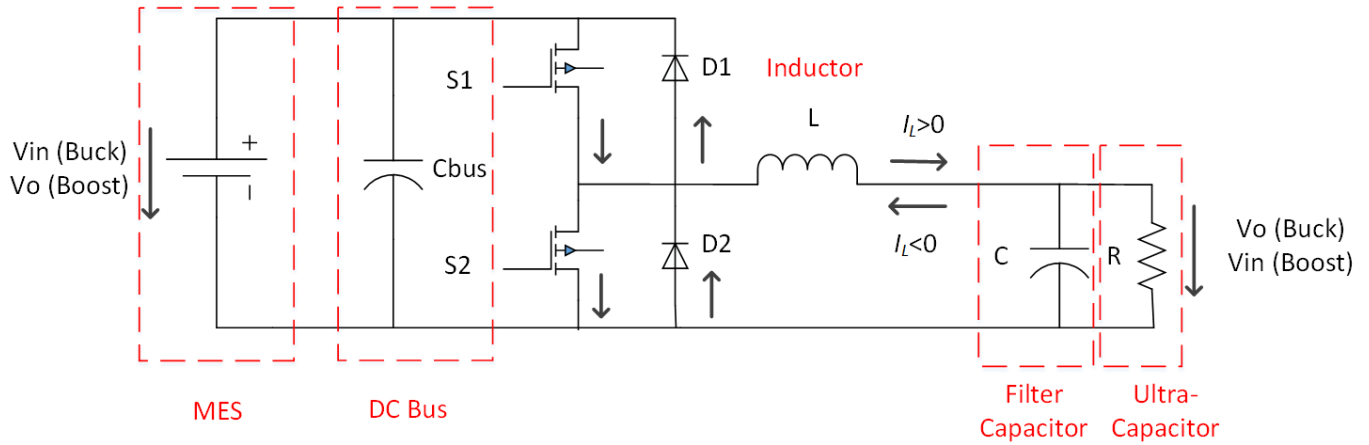 Vin (Buck)
Vo (Boost)
+
−
MES
Cbus
DC Bus
S1
S2
D1
D2
Inductor
L
IL>0
IL<0
C
R
Filter
Capacitor
Ultra-
Capacitor
Vo (Buck)
Vin (Boost)